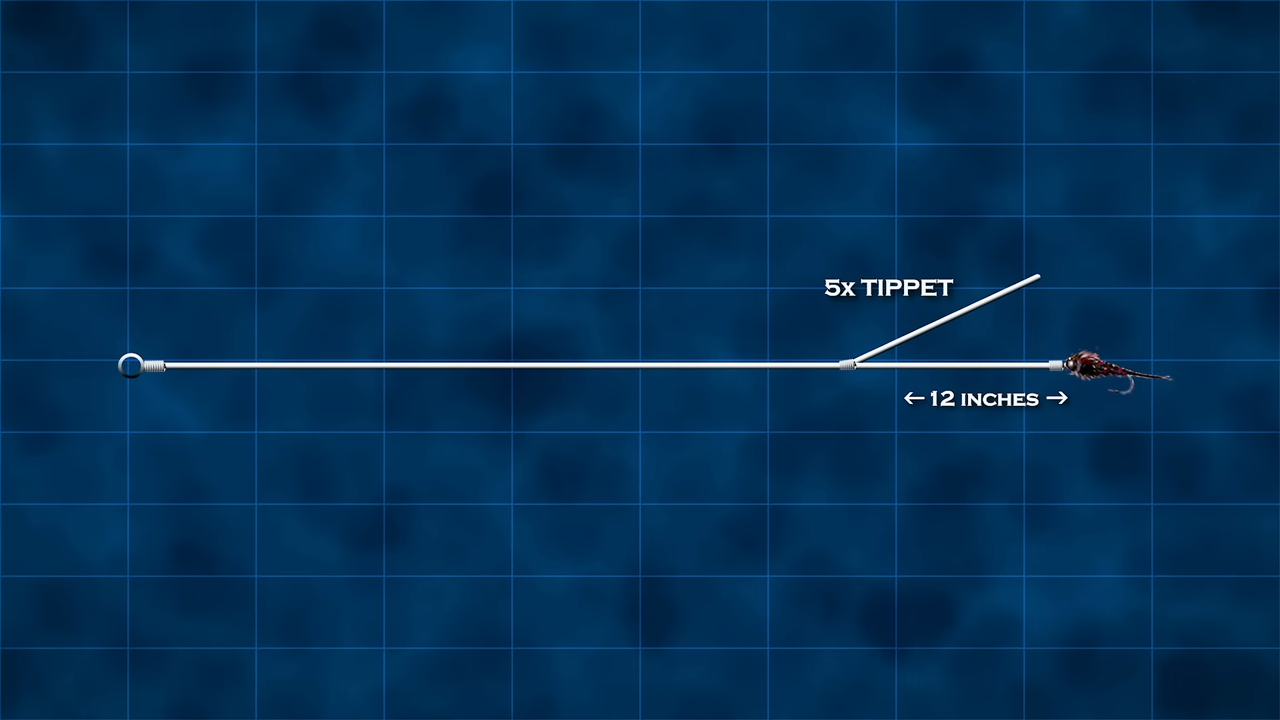 5x TIPPET
← 12 INCHES →